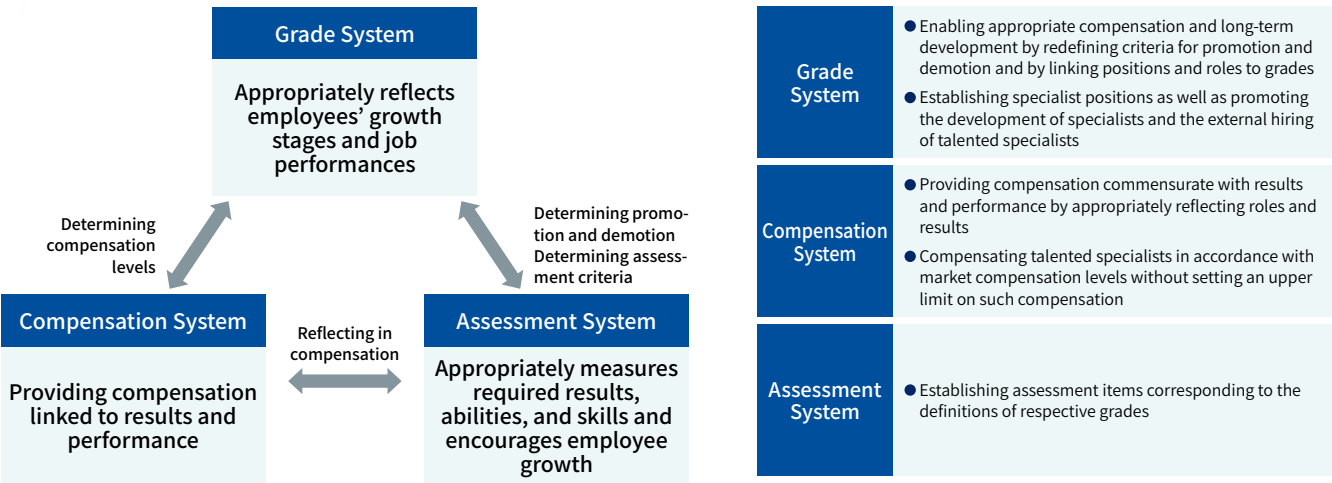 Grade System
Appropriately reflects
employees’ growth
stages and job
performances
Determining
compensation
levels
Determining promo-
tion and demotion
Determining assess-
ment criteria
Compensation System
Providing compensation
linked to results and
performance
Reflecting in
compensation
Assessment System
Appropriately measures
required results,
abilities, and skills and
encourages employee
growth
Grade
System
● Enabling appropriate compensation and long-term
development by redefining criteria for promotion and
demotion and by linking positions and roles to grades
● Establishing specialist positions as well as promoting
the development of specialists and the external hiring
of talented specialists
Compensation
System
● Providing compensation commensurate with results
and performance by appropriately reflecting roles and
results
● Compensating talented specialists in accordance with
market compensation levels without setting an upper
limit on such compensation
Assessment
System
● Establishing assessment items corresponding to the
definitions of respective grades